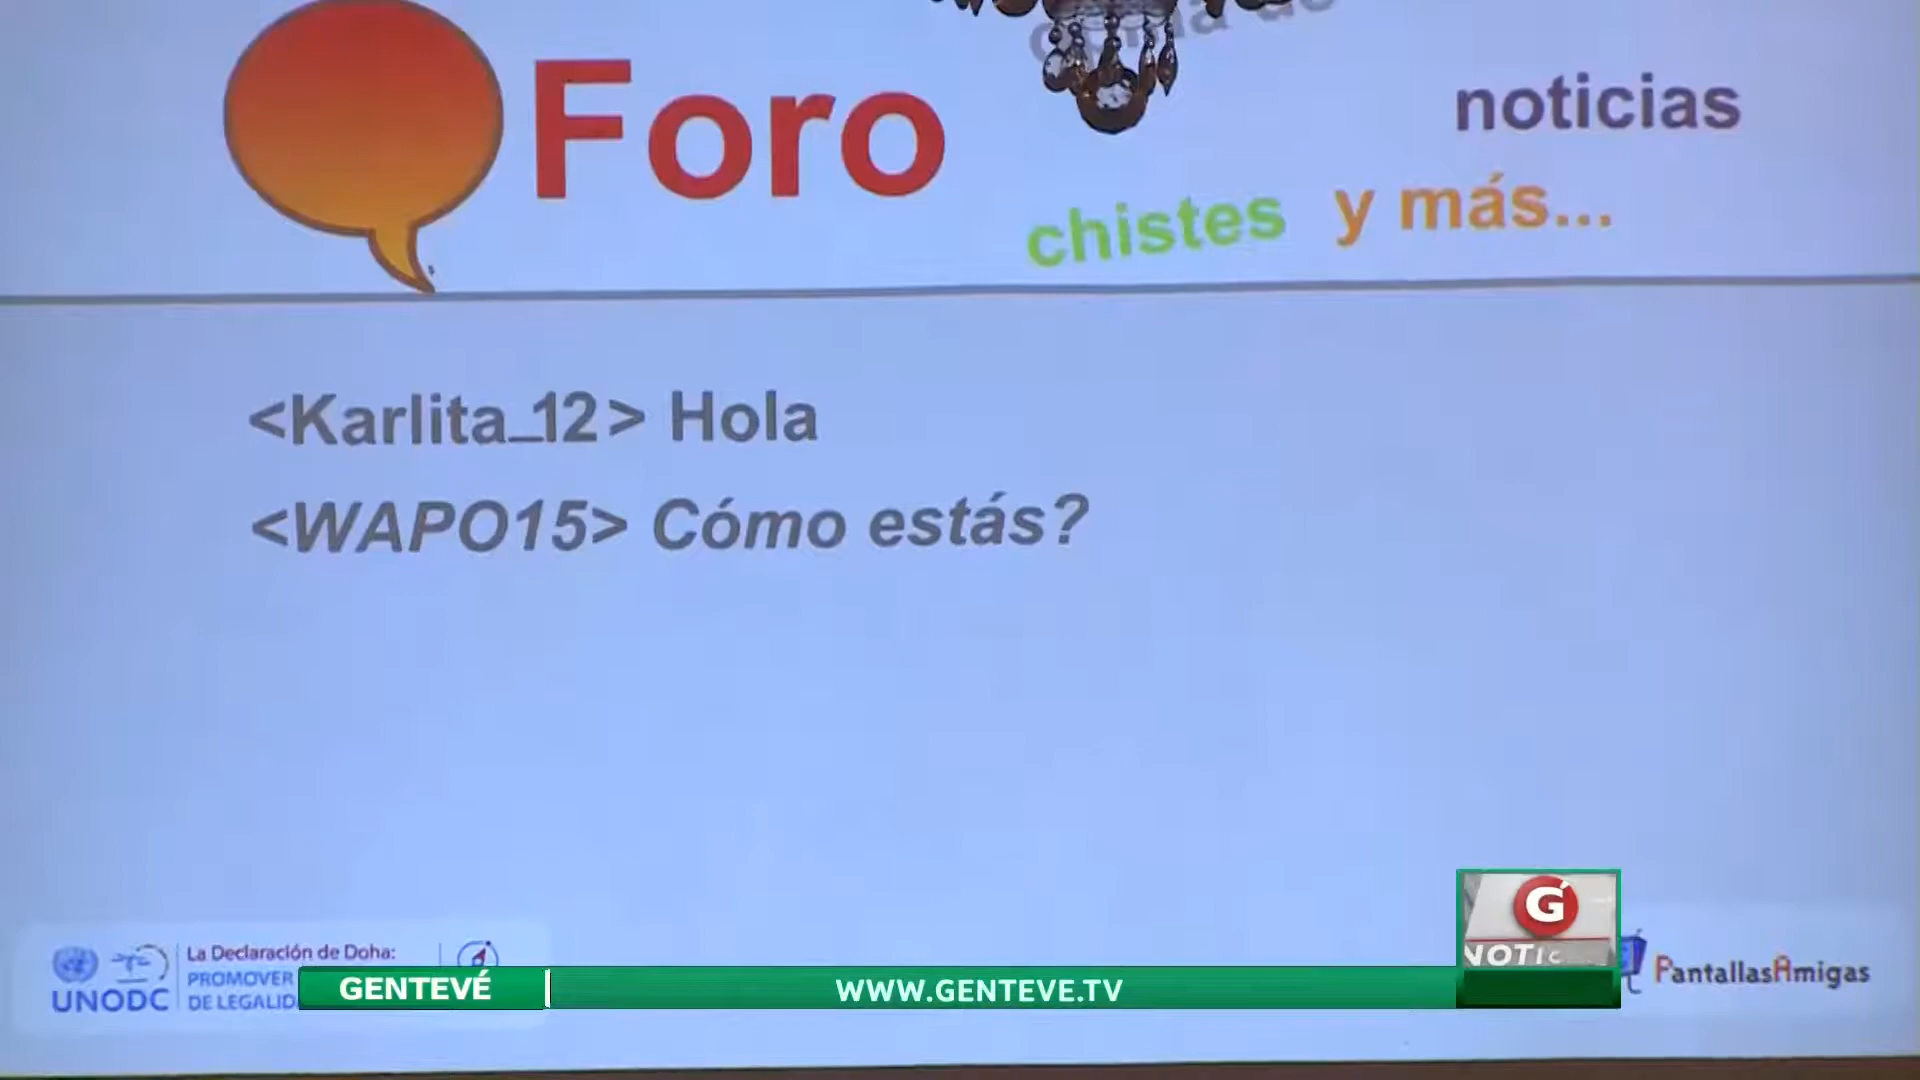 Foro
noticias
chistes
y más...
<Karlita_12> Hola
<WAPO15> Cómo estás?
UNODC
La Declaración de Doha:
PROMOVER
GENTEVÉ
WWW.GENTEVE.TV
G
PantallasAmigas